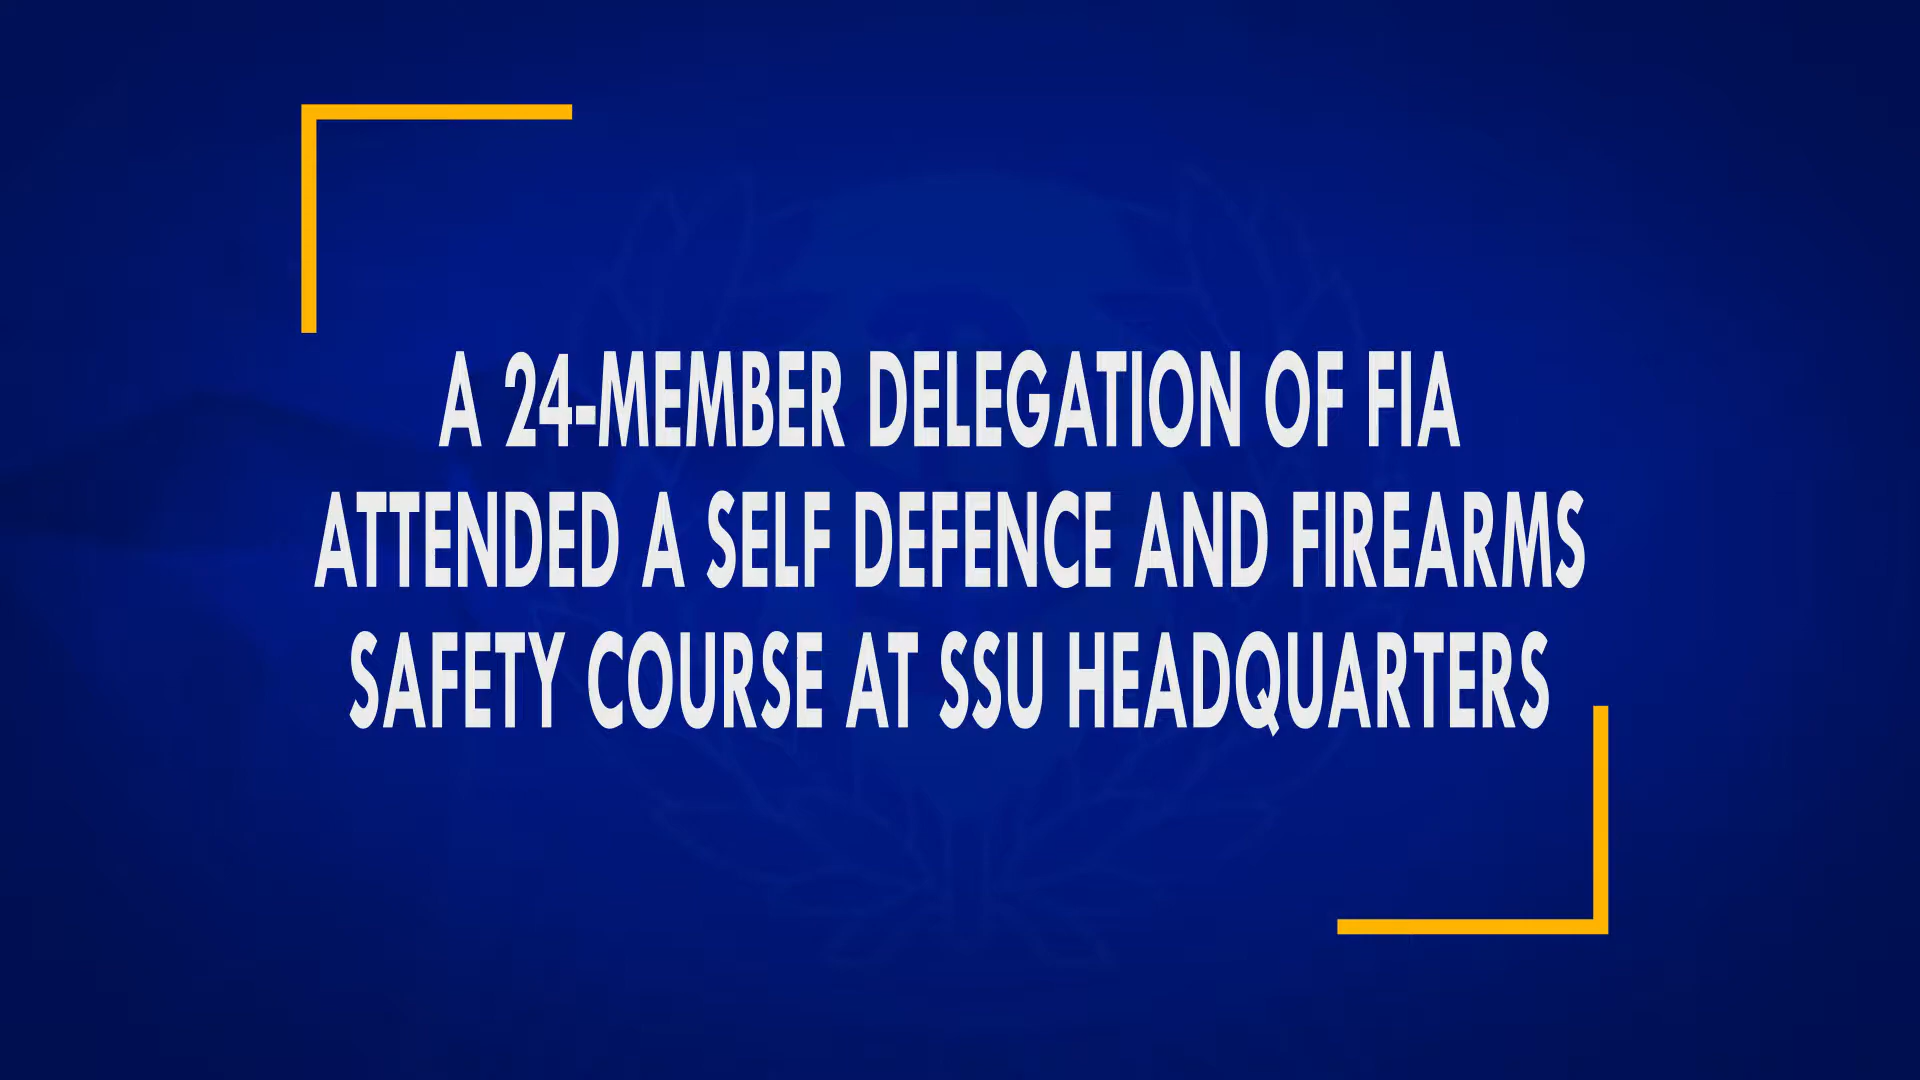 A 24-MEMBER DELEGATION OF FIA
ATTENDED A SELF DEFENCE AND FIREARMS
SAFETY COURSE AT SSU HEADQUARTERS